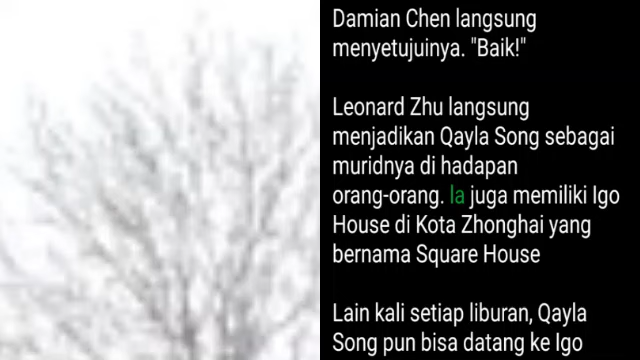 Damian Chen langsung
menyetujuinya. "Baik!"
Leonard Zhu langsung
menjadikan Qayla Song sebagai
muridnya di hadapan
orang-orang. Ia juga memiliki Igo
House di Kota Zhonghai yang
bernama Square House
Lain kali setiap liburan, Qayla
Song pun bisa datang ke Igo